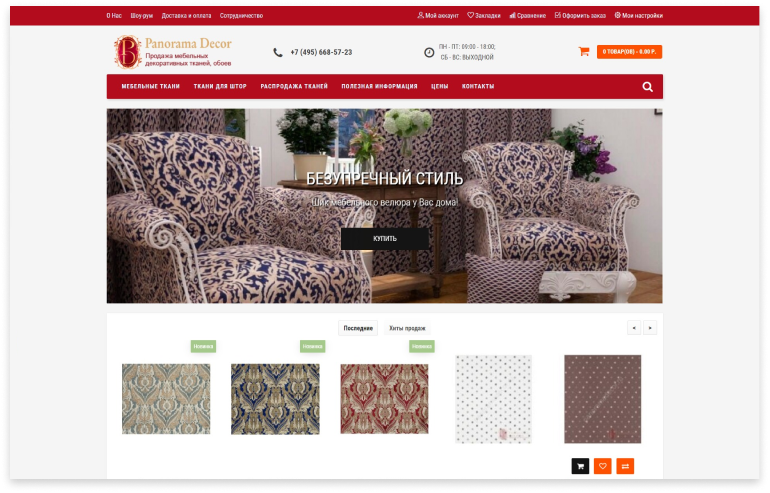 О Нас Шоу-рум Доставка и оплата Сотрудничество Мой аккаунт Закладки Сравнение Оформить заказ Мои настройки
Panorama Decor
Продажа мебельных
декоративных тканей, обоев
+7 (495) 668-57-23
ПН - ПТ: 09:00 - 18:00;
СБ - ВС: ВЫХОДНОЙ
0 ТОВАР(ОВ) - 0.00 Р.
МЕБЕЛЬНЫЕ ТКАНИ ТКАНИ ДЛЯ ШТОР РАСПРОДАЖА ТКАНЕЙ ПОЛЕЗНАЯ ИНФОРМАЦИЯ ЦЕНЫ КОНТАКТЫ
БЕЗУПРЕЧНЫЙ СТИЛЬ
Шик мебельного велюра у Вас дома!
КУПИТЬ
Последние Хиты продаж
Новинка Новинка Новинка